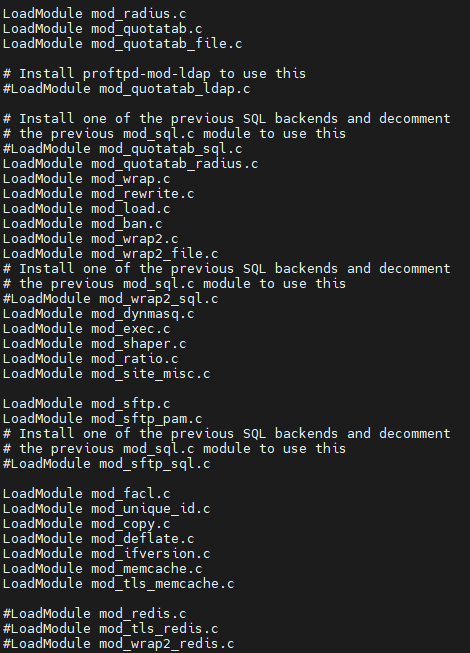 LoadModule mod_radius.c
LoadModule mod_quotatab.c
LoadModule mod_quotatab_file.c
# Install proftpd-mod-ldap to use this
#LoadModule mod_quotatab_ldap.c
# Install one of the previous SQL backends and decomment
# the previous mod_sql.c module to use this
#LoadModule mod_quotatab_sql.c
LoadModule mod_quotatab_radius.c
LoadModule mod_wrap.c
LoadModule mod_rewrite.c
LoadModule mod_load.c
LoadModule mod_ban.c
LoadModule mod_wrap2.c
LoadModule mod_wrap2_file.c
# Install one of the previous SQL backends and decomment
# the previous mod_sql.c module to use this
#LoadModule mod_wrap2_sql.c
LoadModule mod_dynmasq.c
LoadModule mod_exec.c
LoadModule mod_shaper.c
LoadModule mod_ratio.c
LoadModule mod_site_misc.c
LoadModule mod_sftp.c
LoadModule mod_sftp_pam.c
# Install one of the previous SQL backends and decomment
# the previous mod_sql.c module to use this
#LoadModule mod_sftp_sql.c
LoadModule mod_facl.c
LoadModule mod_unique_id.c
LoadModule mod_copy.c
LoadModule mod_deflate.c
LoadModule mod_ifversion.c
LoadModule mod_memcache.c
LoadModule mod_tls_memcache.c
#LoadModule mod_redis.c
#LoadModule mod_tls_redis.c
#LoadModule mod_wrap2_redis.c